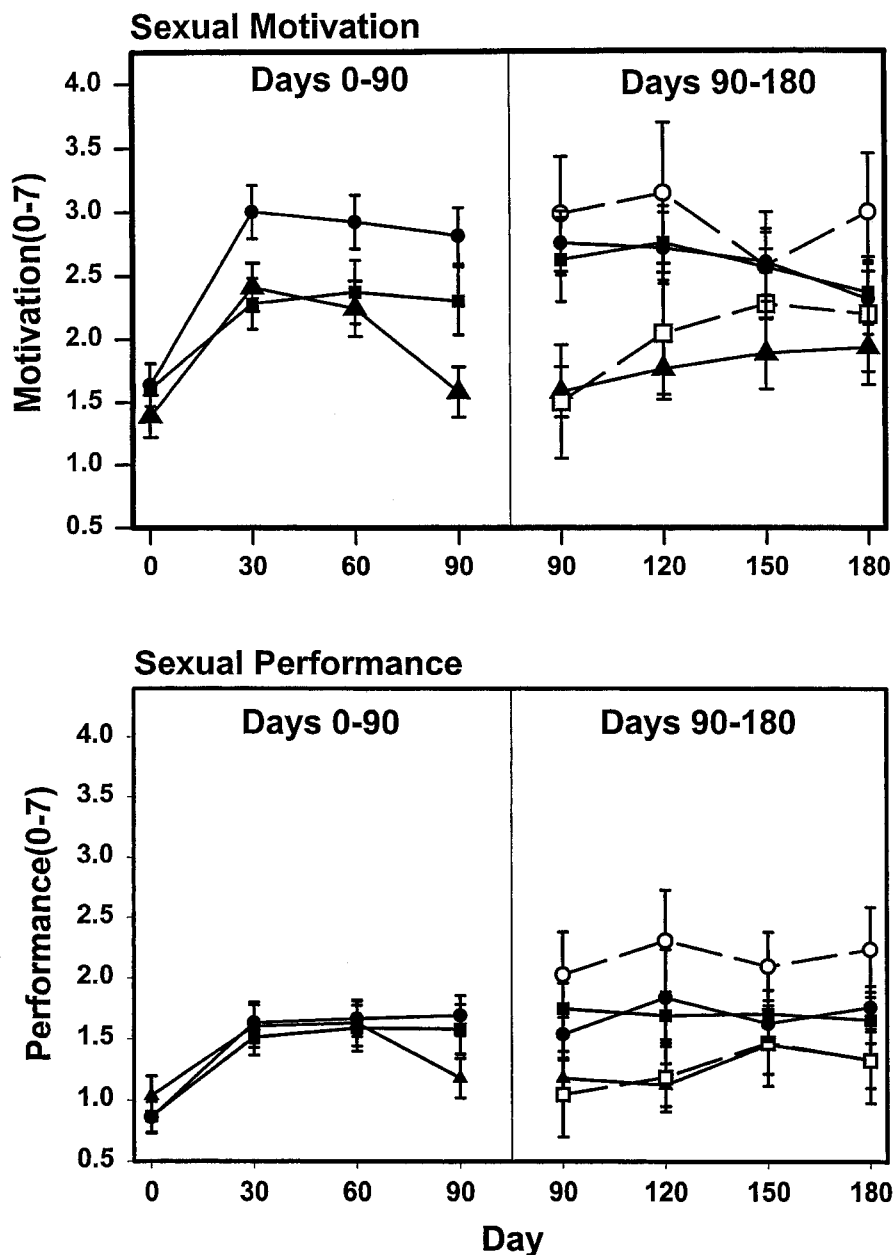 Sexual Motivation
Days 0-90
Days 90-180
Motivation(0-7)
4.0
3.5
3.0
2.5
2.0
1.5
1.0
0.5
0 30 60 90 90 120 150 180
Sexual Performance
Days 0-90
Days 90-180
Performance(0-7)
4.0
3.5
3.0
2.5
2.0
1.5
1.0
0.5
0 30 60 90 90 120 150 180
Day